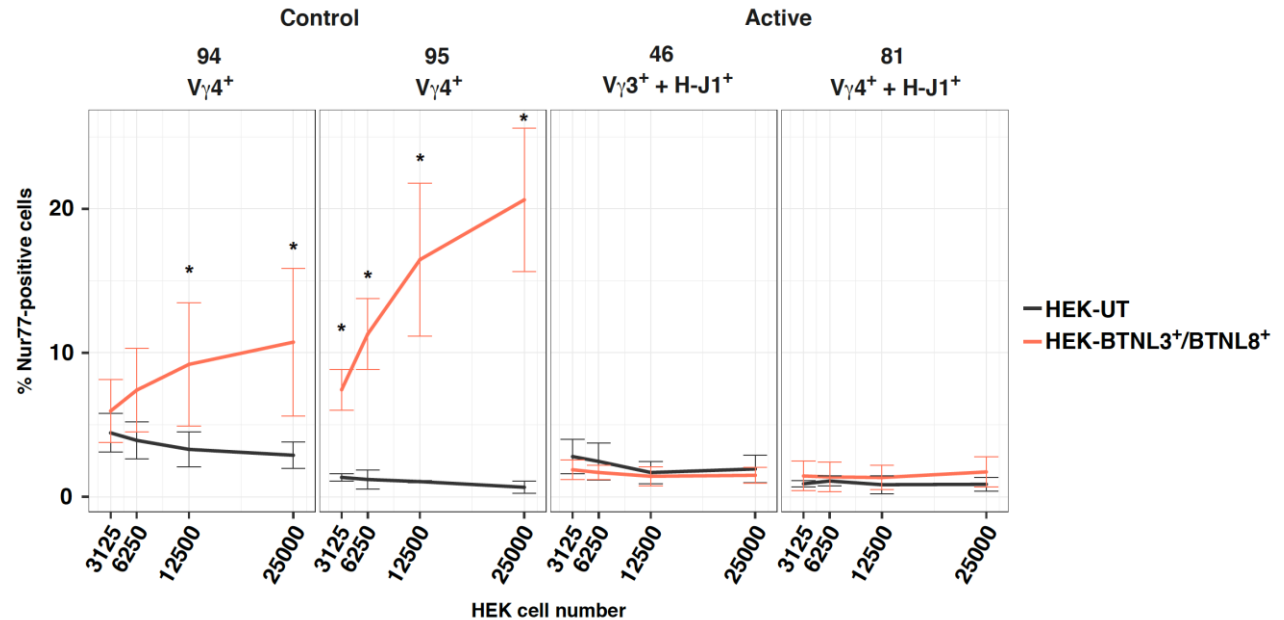 Control Active
94 95 46 81
Vγ4⁺ Vγ4⁺ Vγ3⁺ + H-J1⁺ Vγ4⁺ + H-J1⁺
% Nur77-positive cells
20
10
0
* * * * * *
HEK-UT
HEK-BTNL3⁺/BTNL8⁺
3125 6250 12500 25000 3125 6250 12500 25000 3125 6250 12500 25000 3125 6250 12500 25000
HEK cell number